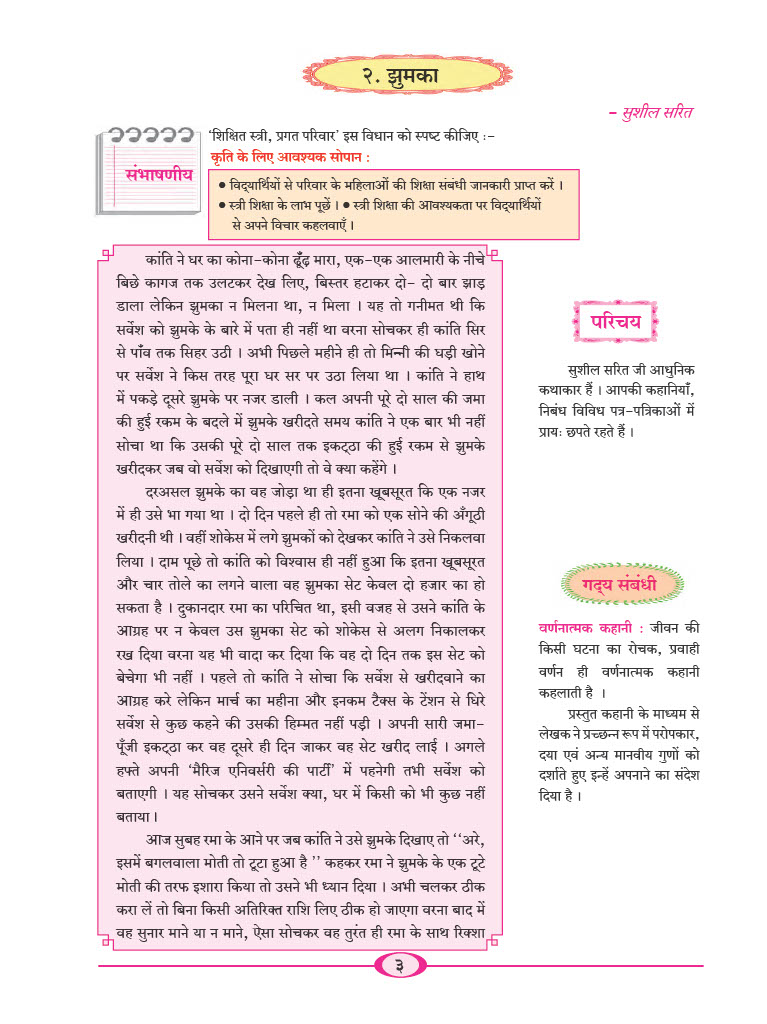 २. झुमका
– सुशील सरित
संभाषणीय
‘शिक्षित स्त्री, प्रगत परिवार’ इस विधान को स्पष्ट कीजिए :–
कृति के लिए आवश्यक सोपान :
● विद्यार्थियों से परिवार के महिलाओं की शिक्षा संबंधी जानकारी प्राप्त करें ।
● स्त्री शिक्षा के लाभ पूछें । ● स्त्री शिक्षा की आवश्यकता पर विद्यार्थियों
से अपने विचार कहलवाएँ ।
कांति ने घर का कोना–कोना ढूँढ़ मारा, एक–एक आलमारी के नीचे
बिछे कागज तक उलटकर देख लिए, बिस्तर हटाकर दो– दो बार झाड़
डाला लेकिन झुमका न मिलना था, न मिला । यह तो गनीमत थी कि
सर्वेश को झुमके के बारे में पता ही नहीं था वरना सोचकर ही कांति सिर
से पाँव तक सिहर उठी । अभी पिछले महीने ही तो मिन्नी की घड़ी खोने
पर सर्वेश ने किस तरह पूरा घर सर पर उठा लिया था । कांति ने हाथ
में पकड़े दूसरे झुमके पर नजर डाली । कल अपनी पूरे दो साल की जमा
की हुई रकम के बदले में झुमके खरीदते समय कांति ने एक बार भी नहीं
सोचा था कि उसकी पूरे दो साल तक इकट्ठा की हुई रकम से झुमके
खरीदकर जब वो सर्वेश को दिखाएगी तो वे क्या कहेंगे ।
दरअसल झुमके का वह जोड़ा था ही इतना खूबसूरत कि एक नजर
में ही उसे भा गया था । दो दिन पहले ही तो रमा को एक सोने की अँगूठी
खरीदनी थी । वहीं शोकेस में लगे झुमकों को देखकर कांति ने उसे निकलवा
लिया । दाम पूछे तो कांति को विश्वास ही नहीं हुआ कि इतना खूबसूरत
और चार तोले का लगने वाला वह झुमका सेट केवल दो हजार का हो
सकता है । दुकानदार रमा का परिचित था, इसी वजह से उसने कांति के
आग्रह पर न केवल उस झुमका सेट को शोकेस से अलग निकालकर
रख दिया वरना यह भी वादा कर दिया कि वह दो दिन तक इस सेट को
बेचेगा भी नहीं । पहले तो कांति ने सोचा कि सर्वेश से खरीदवाने का
आग्रह करे लेकिन मार्च का महीना और इनकम टैक्स के टेंशन से घिरे
सर्वेश से कुछ कहने की उसकी हिम्मत नहीं पड़ी । अपनी सारी जमा–
पूँजी इकट्ठा कर वह दूसरे ही दिन जाकर वह सेट खरीद लाई । अगले
हफ्ते अपनी ‘मैरिज एनिवर्सरी की पार्टी’ में पहनेगी तभी सर्वेश को
बताएगी । यह सोचकर उसने सर्वेश क्या, घर में किसी को भी कुछ नहीं
बताया ।
आज सुबह रमा के आने पर जब कांति ने उसे झुमके दिखाए तो ‘‘अरे,
इसमें बगलवाला मोती तो टूटा हुआ है ’’ कहकर रमा ने झुमके के एक टूटे
मोती की तरफ इशारा किया तो उसने भी ध्यान दिया । अभी चलकर ठीक
करा लें तो बिना किसी अतिरिक्त राशि लिए ठीक हो जाएगा वरना बाद में
वह सुनार माने या न माने, ऐसा सोचकर वह तुरंत ही रमा के साथ रिक्शा
परिचय
सुशील सरित जी आधुनिक
कथाकार हैं । आपकी कहानियाँ,
निबंध विविध पत्र–पत्रिकाओं में
प्रायः छपते रहते हैं ।
गद्य संबंधी
वर्णनात्मक कहानी : जीवन की
किसी घटना का रोचक, प्रवाही
वर्णन ही वर्णनात्मक कहानी
कहलाती है ।
प्रस्तुत कहानी के माध्यम से
लेखक ने प्रच्छन्न रूप में परोपकार,
दया एवं अन्य मानवीय गुणों को
दर्शाते हुए इन्हें अपनाने का संदेश
दिया है ।
३